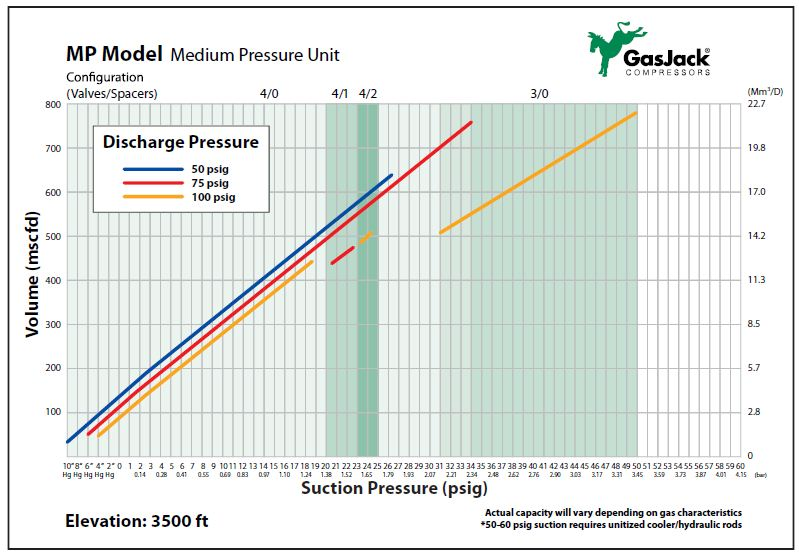 MP Model Medium Pressure Unit
GasJack®
COMPRESSORS
Configuration
(Valves/Spacers) 4/0 4/1 4/2 3/0 (Mm³/D)
800 22.7
Discharge Pressure
50 psig
75 psig
100 psig
700 19.8
600 17.0
500 14.2
400 11.3
300 8.5
200 5.7
100 2.8
0
Volume (mscfd)
10" 8" 6" 4" 2" 0 1 2 3 4 5 6 7 8 9 10 11 12 13 14 15 16 17 18 19 20 21 22 23 24 25 26 27 28 29 30 31 32 33 34 35 36 37 38 39 40 41 42 43 44 45 46 47 48 49 50 51 52 53 54 55 56 57 58 59 60
Hg Hg Hg Hg Hg 0.14 0.28 0.41 0.55 0.69 0.83 0.97 1.10 1.24 1.38 1.52 1.65 1.79 1.93 2.07 2.21 2.34 2.48 2.62 2.76 2.90 3.03 3.17 3.31 3.45 3.59 3.73 3.87 4.01 4.15 (bar)
Suction Pressure (psig)
Elevation: 3500 ft
Actual capacity will vary depending on gas characteristics
*50-60 psig suction requires unitized cooler/hydraulic rods